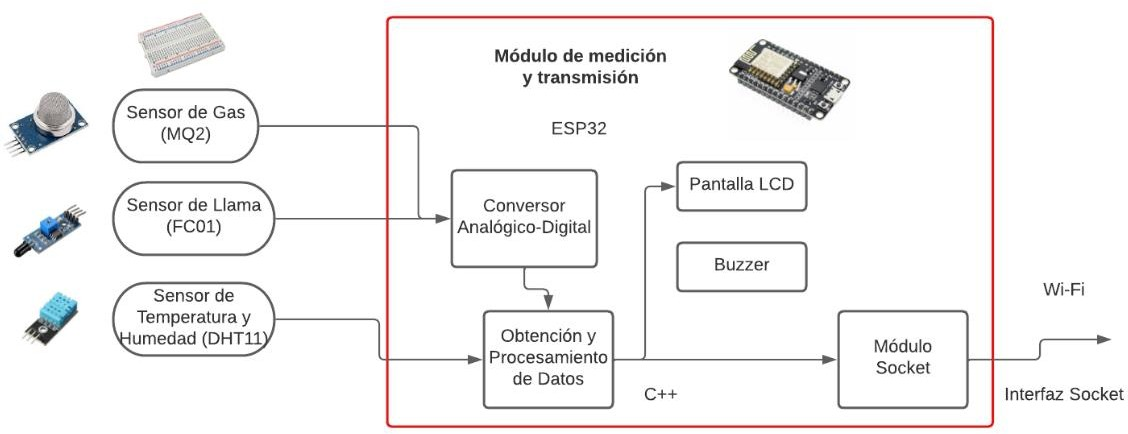 Módulo de medición
y transmisión
ESP32
Sensor de Gas
(MQ2)
Sensor de Llama
(FC01)
Sensor de
Temperatura y
Humedad (DHT11)
Conversor
Analógico-Digital
Pantalla LCD
Buzzer
Obtención y
Procesamiento
de Datos
C++
Módulo
Socket
Wi-Fi
Interfaz Socket